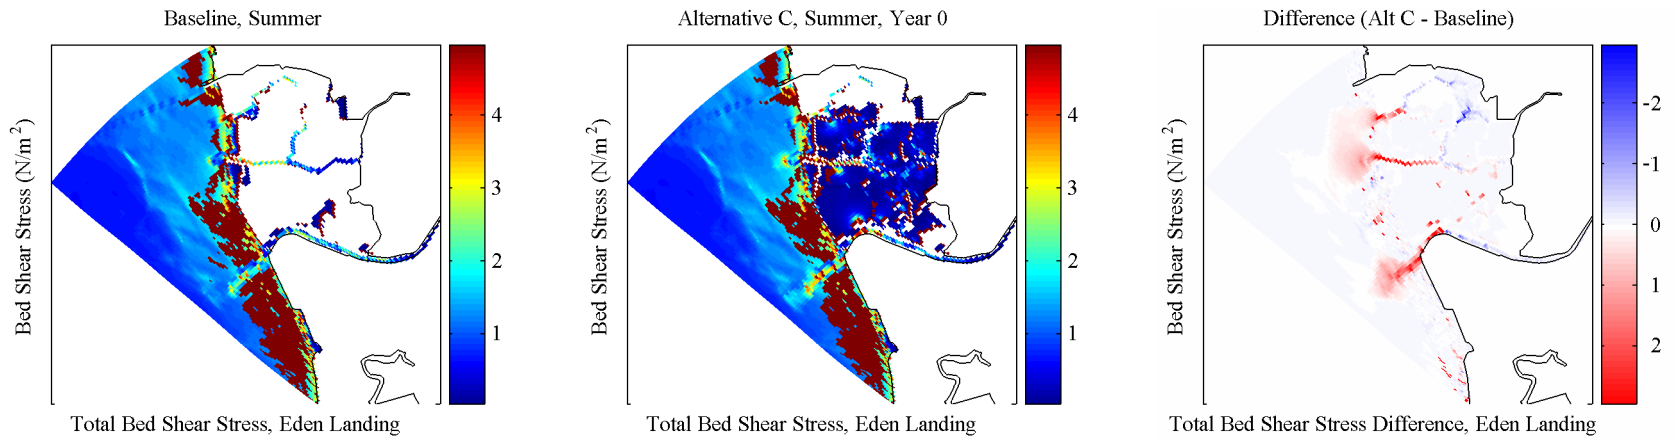 Baseline, Summer
Bed Shear Stress (N/m²)
4
3
2
1
Total Bed Shear Stress, Eden Landing
Alternative C, Summer, Year 0
Bed Shear Stress (N/m²)
4
3
2
1
Total Bed Shear Stress, Eden Landing
Difference (Alt C - Baseline)
Bed Shear Stress (N/m²)
-2
-1
0
1
2
Total Bed Shear Stress Difference, Eden Landing